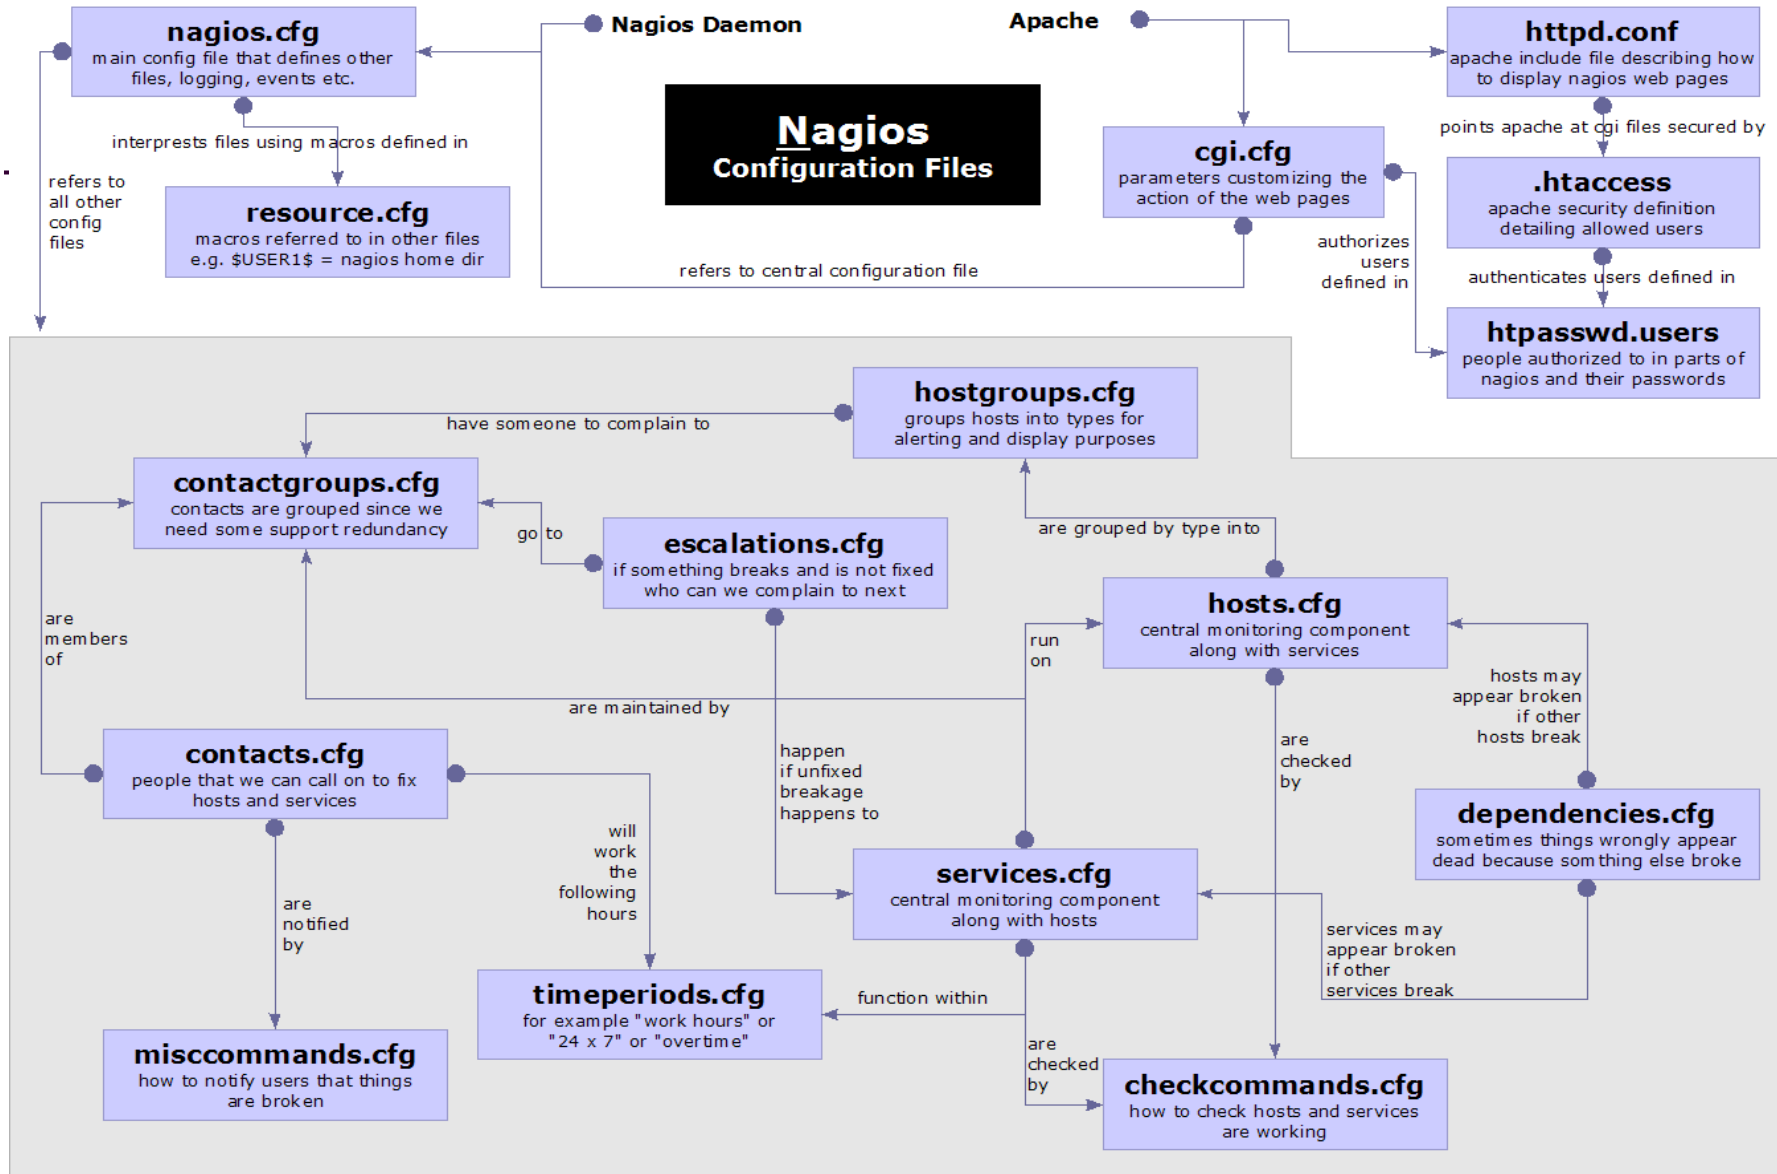 nagios.cfg
main config file that defines other
files, logging, events etc.
Nagios Daemon
Apache
httpd.conf
apache include file describing how
to display nagios web pages
Nagios
Configuration Files
interprests files using macros defined in
points apache at cgi files secured by
cgi.cfg
parameters customizing the
action of the web pages
refers to
all other
config
files
resource.cfg
macros referred to in other files
e.g. $USER1$ = nagios home dir
.htaccess
apache security definition
detailing allowed users
refers to central configuration file
authorizes
users
defined in
authenticates users defined in
htpasswd.users
people authorized to in parts of
nagios and their passwords
hostgroups.cfg
groups hosts into types for
alerting and display purposes
have someone to complain to
contactgroups.cfg
contacts are grouped since we
need some support redundancy
go to
escalations.cfg
if something breaks and is not fixed
who can we complain to next
are grouped by type into
hosts.cfg
central monitoring component
along with services
are
members
of
run
on
are maintained by
hosts may
appear broken
if other
hosts break
contacts.cfg
people that we can call on to fix
hosts and services
happen
if unfixed
breakage
happens to
are
checked
by
dependencies.cfg
sometimes things wrongly appear
dead because somthing else broke
will
work
the
following
hours
services.cfg
central monitoring component
along with hosts
are
notified
by
services may
appear broken
if other
services break
timeperiods.cfg
for example "work hours" or
"24 x 7" or "overtime"
function within
misccommands.cfg
how to notify users that things
are broken
are
checked
by
checkcommands.cfg
how to check hosts and services
are working